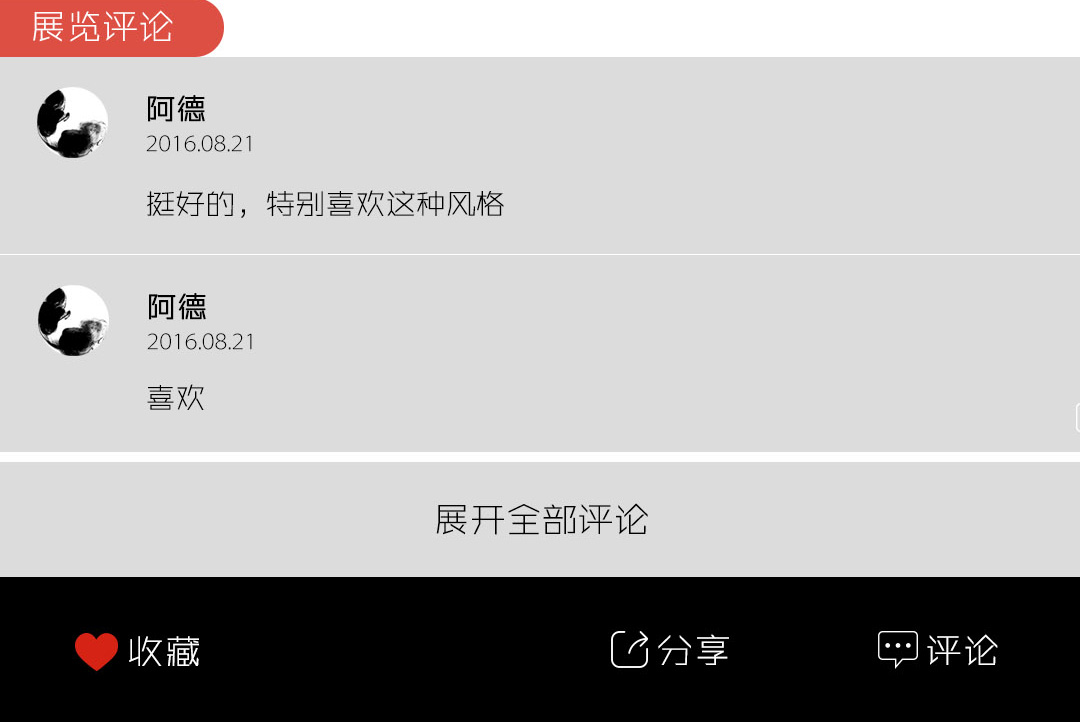 展览评论
阿德
2016.08.21
挺好的，特别喜欢这种风格
阿德
2016.08.21
喜欢
展开全部评论
收藏 分享 评论